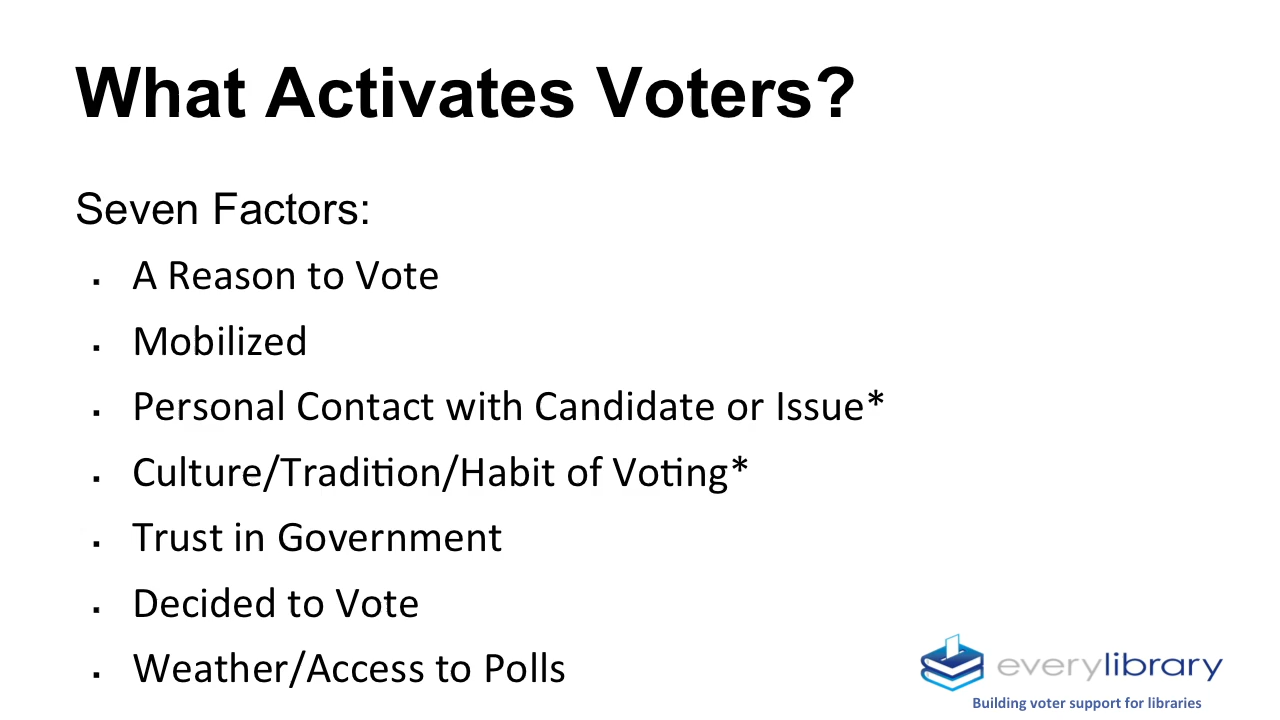 What Activates Voters?
Seven Factors:
▪ A Reason to Vote
▪ Mobilized
▪ Personal Contact with Candidate or Issue*
▪ Culture/Tradition/Habit of Voting*
▪ Trust in Government
▪ Decided to Vote
▪ Weather/Access to Polls
everylibrary
Building voter support for libraries